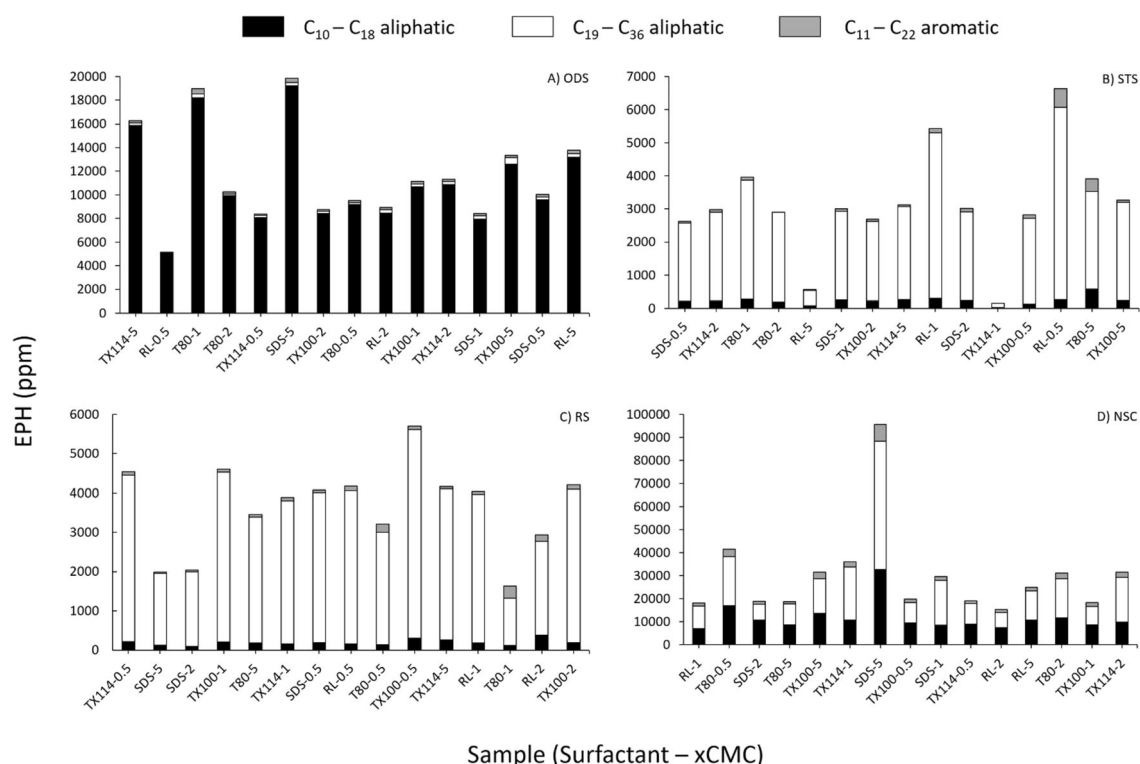 C10 – C18 aliphatic
C19 – C36 aliphatic
C11 – C22 aromatic
EPH (ppm)
A) ODS
20000
18000
16000
14000
12000
10000
8000
6000
4000
2000
0
TX114-5
RL-0.5
T80-1
T80-2
TX114-0.5
SDS-5
TX100-2
T80-0.5
RL-2
TX100-1
TX114-2
SDS-1
TX100-5
SDS-0.5
RL-5
B) STS
7000
6000
5000
4000
3000
2000
1000
0
SDS-0.5
TX114-2
T80-1
T80-2
RL-5
SDS-1
TX100-2
TX114-5
RL-1
SDS-2
TX114-1
TX100-0.5
RL-0.5
T80-5
TX100-5
C) RS
6000
5000
4000
3000
2000
1000
0
TX114-0.5
SDS-5
SDS-2
TX100-1
T80-5
TX114-1
SDS-0.5
RL-0.5
T80-0.5
TX100-0.5
TX114-5
RL-1
T80-1
RL-2
TX100-2
D) NSC
100000
90000
80000
70000
60000
50000
40000
30000
20000
10000
0
RL-1
T80-0.5
SDS-2
T80-5
TX100-5
TX114-1
SDS-5
TX100-0.5
SDS-1
TX114-0.5
RL-2
RL-5
T80-2
TX100-1
TX114-2
Sample (Surfactant – xCMC)